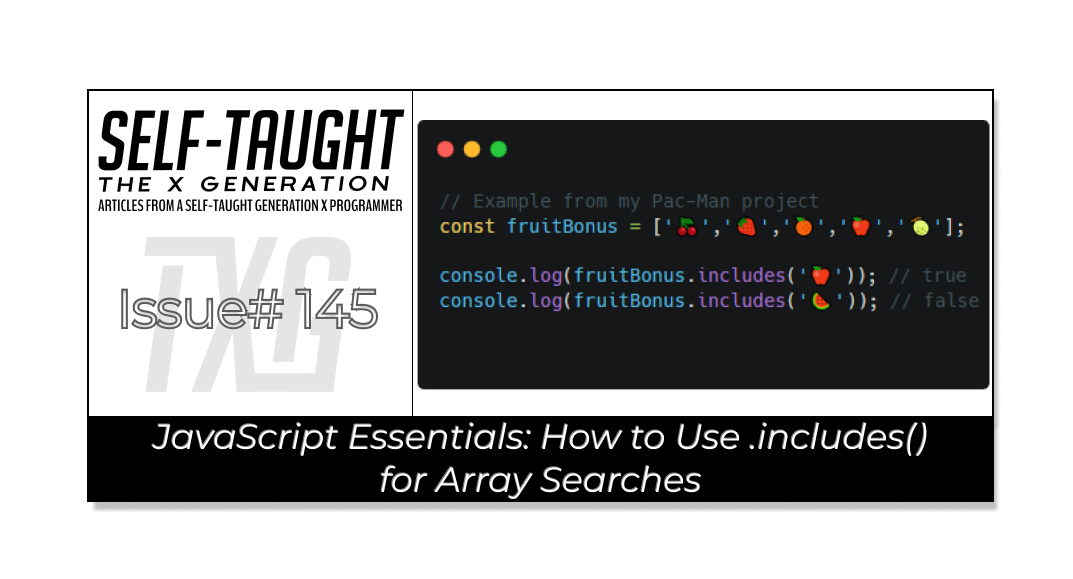 SELF-TAUGHT
THE X GENERATION
ARTICLES FROM A SELF-TAUGHT GENERATION X PROGRAMMER
TXG
Issue# 145
// Example from my Pac-Man project
const fruitBonus = ['🍒','🍓','🍊','🍎','🍈'];
console.log(fruitBonus.includes('🍎')); // true
console.log(fruitBonus.includes('🍉')); // false
JavaScript Essentials: How to Use .includes()
for Array Searches